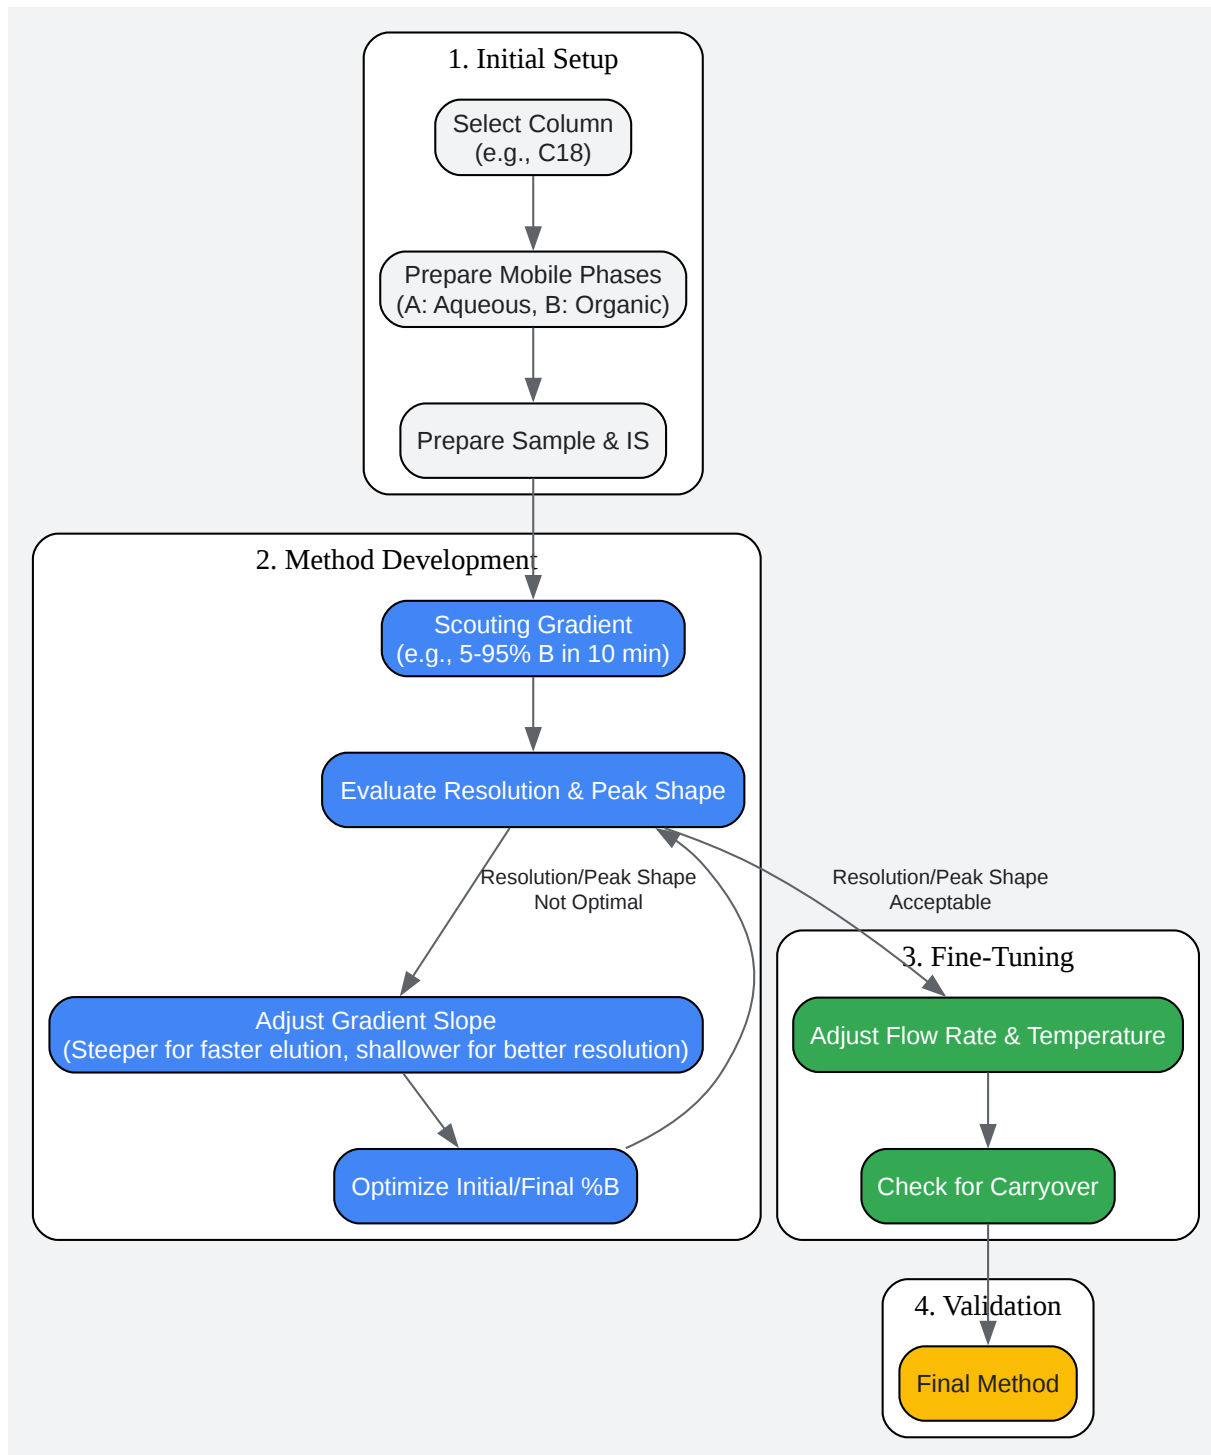 1. Initial Setup
Select Column
(e.g., C18)
Prepare Mobile Phases
(A: Aqueous, B: Organic)
Prepare Sample & IS
2. Method Development
Scouting Gradient
(e.g., 5-95% B in 10 min)
Evaluate Resolution & Peak Shape
Resolution/Peak Shape
Not Optimal
Resolution/Peak Shape
Acceptable
Adjust Gradient Slope
(Steeper for faster elution, shallower for better resolution)
Optimize Initial/Final %B
3. Fine-Tuning
Adjust Flow Rate & Temperature
Check for Carryover
4. Validation
Final Method